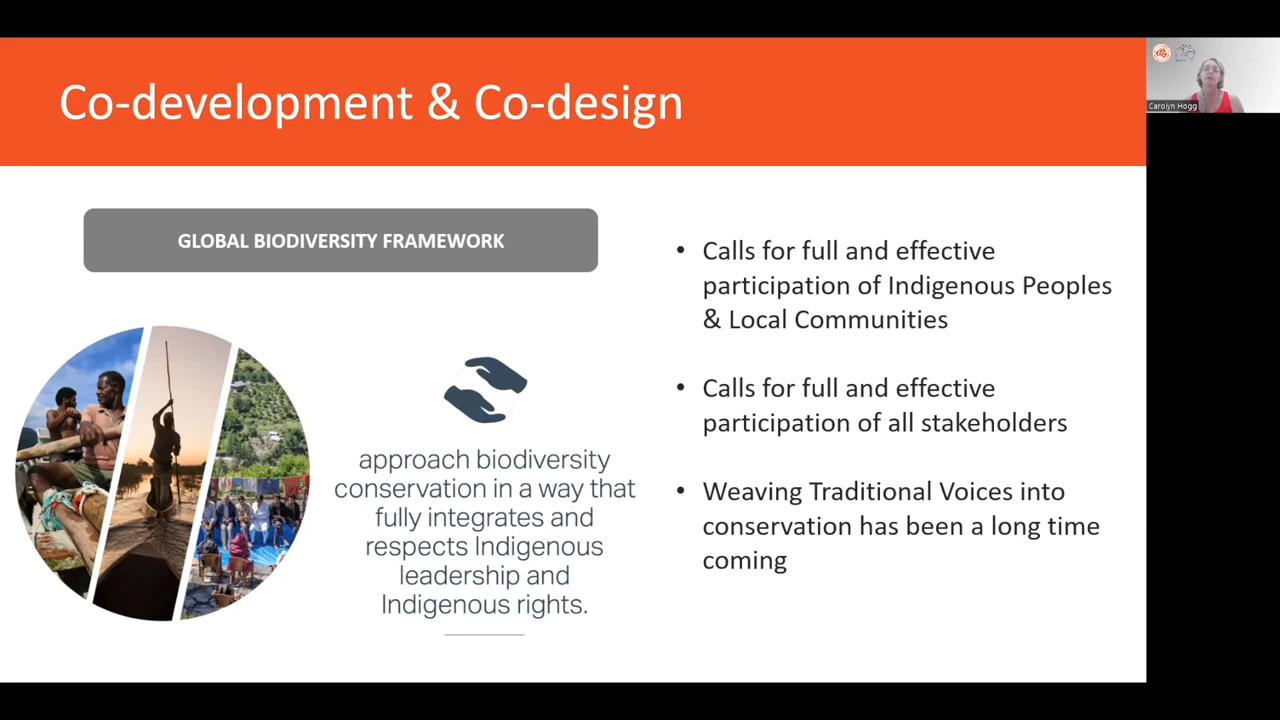 Co-development & Co-design
Carolyn Hogg
GLOBAL BIODIVERSITY FRAMEWORK
approach biodiversity
conservation in a way that
fully integrates and
respects Indigenous
leadership and
Indigenous rights.
• Calls for full and effective
participation of Indigenous Peoples
& Local Communities
• Calls for full and effective
participation of all stakeholders
• Weaving Traditional Voices into
conservation has been a long time
coming